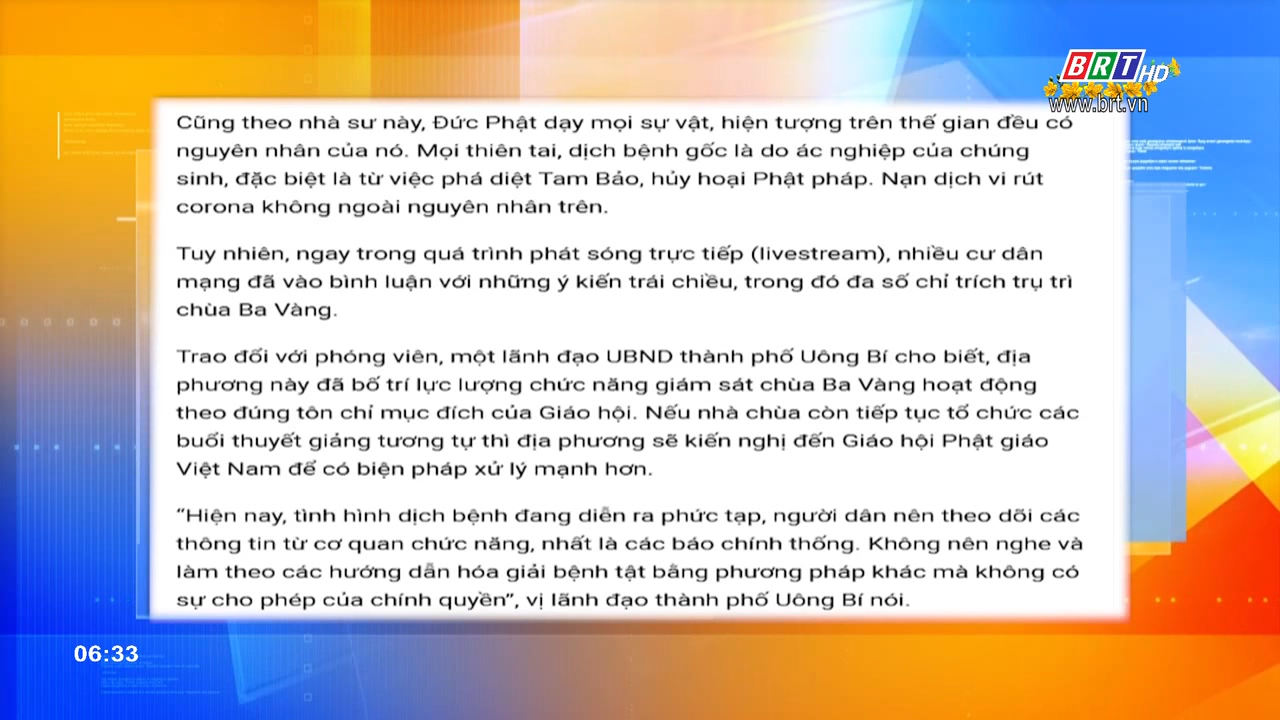 BRT HD
www.brt.vn
Cũng theo nhà sư này, Đức Phật dạy mọi sự vật, hiện tượng trên thế gian đều có
nguyên nhân của nó. Mọi thiên tai, dịch bệnh gốc là do ác nghiệp của chúng
sinh, đặc biệt là từ việc phá diệt Tam Bảo, hủy hoại Phật pháp. Nạn dịch vi rút
corona không ngoài nguyên nhân trên.
Tuy nhiên, ngay trong quá trình phát sóng trực tiếp (livestream), nhiều cư dân
mạng đã vào bình luận với những ý kiến trái chiều, trong đó đa số chỉ trích trụ trì
chùa Ba Vàng.
Trao đổi với phóng viên, một lãnh đạo UBND thành phố Uông Bí cho biết, địa
phương này đã bố trí lực lượng chức năng giám sát chùa Ba Vàng hoạt động
theo đúng tôn chỉ mục đích của Giáo hội. Nếu nhà chùa còn tiếp tục tổ chức các
buổi thuyết giảng tương tự thì địa phương sẽ kiến nghị đến Giáo hội Phật giáo
Việt Nam để có biện pháp xử lý mạnh hơn.
“Hiện nay, tình hình dịch bệnh đang diễn ra phức tạp, người dân nên theo dõi các
thông tin từ cơ quan chức năng, nhất là các báo chính thống. Không nên nghe và
làm theo các hướng dẫn hóa giải bệnh tật bằng phương pháp khác mà không có
sự cho phép của chính quyền”, vị lãnh đạo thành phố Uông Bí nói.
06:33